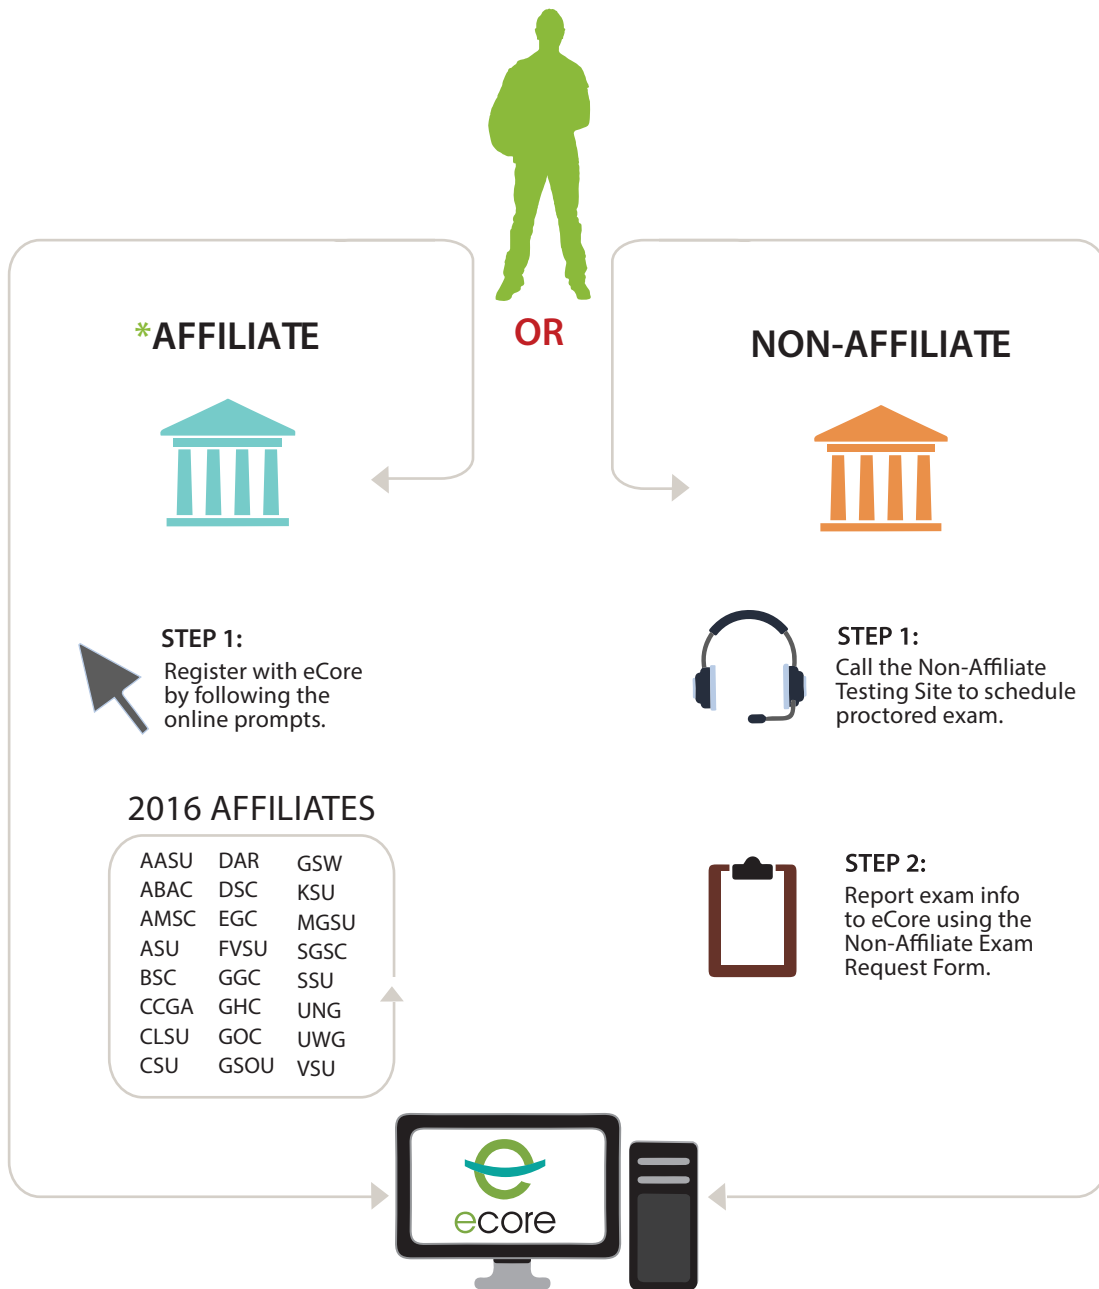 *AFFILIATE
OR
NON-AFFILIATE
STEP 1:
Register with eCore
by following the
online prompts.
2016 AFFILIATES
AASU DAR GSW
ABAC DSC KSU
AMSC EGC MGSU
ASU FVSU SGSC
BSC GGC SSU
CCGA GHC UNG
CLSU GOC UWG
CSU GSOU VSU
STEP 1:
Call the Non-Affiliate
Testing Site to schedule
proctored exam.
STEP 2:
Report exam info
to eCore using the
Non-Affiliate Exam
Request Form.
e
ecore